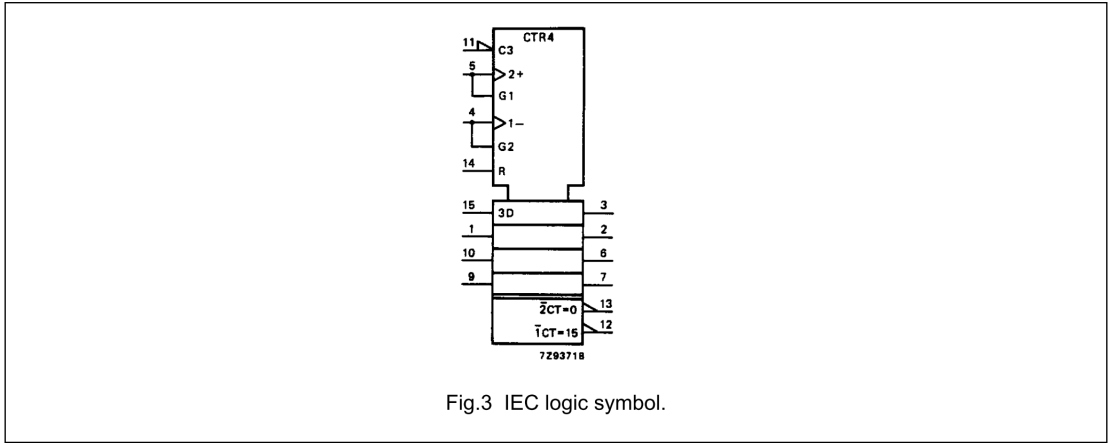 CTR4
11 C3
5 2+
G1
4 1−
G2
14 R
15 3D 3
1 2
10 6
9 7
2̅CT=0 13
1̅CT=15 12
7Z93718
Fig.3 IEC logic symbol.